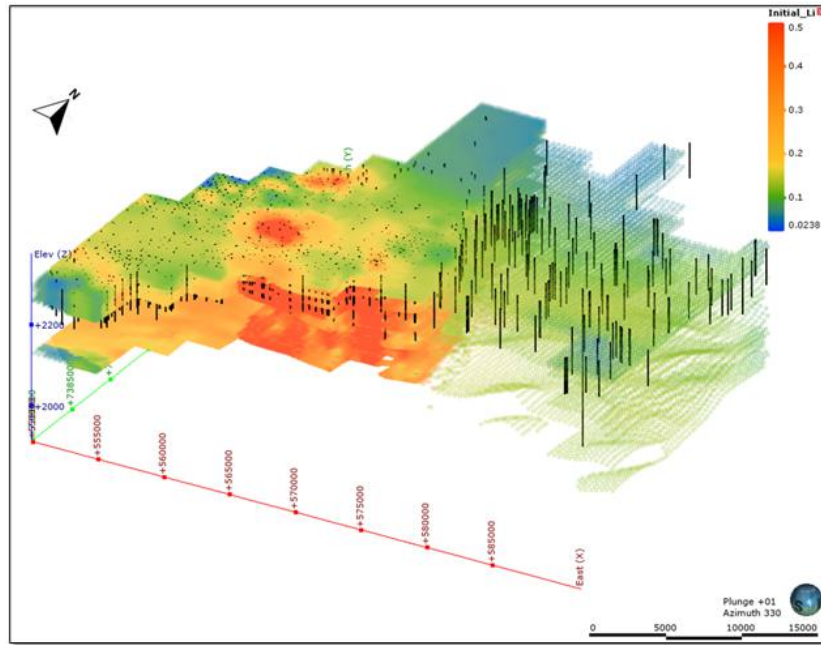 Initial_Li
0.5
0.4
0.3
0.2
0.1
0.0238
N
(Y)
Elev (Z)
+2200
+2000
+738500
+7
+555000
+560000
+565000
+570000
+575000
+580000
+585000
East (X)
Plunge +01
Azimuth 330
S
0 5000 10000 15000